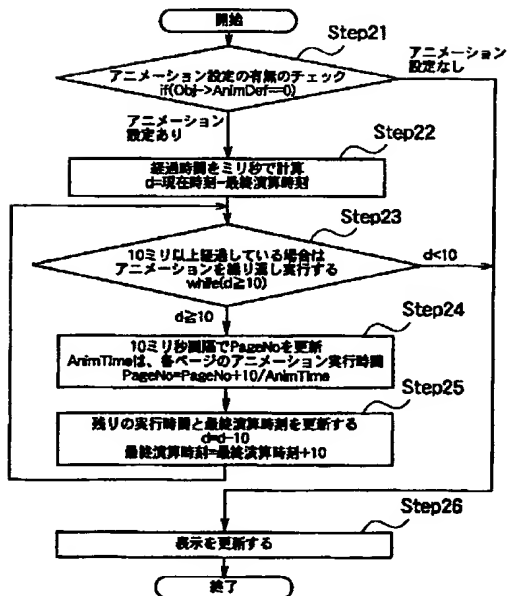 開始
Step21
アニメーション設定の有無のチェック
if(Obj->AnimDef==0)
アニメーション
設定なし
アニメーション
設定あり
Step22
経過時間をミリ秒で計算
d=現在時刻-最終演算時刻
Step23
10ミリ以上経過している場合は
アニメーションを繰り返し実行する
while(d≧10)
d<10
d≧10
Step24
10ミリ秒間隔でPageNoを更新
AnimTimeは、各ページのアニメーション実行時間
PageNo=PageNo+10/AnimTime
Step25
残りの実行時間と最終演算時刻を更新する
d=d-10
最終演算時刻=最終演算時刻+10
Step26
表示を更新する
終了